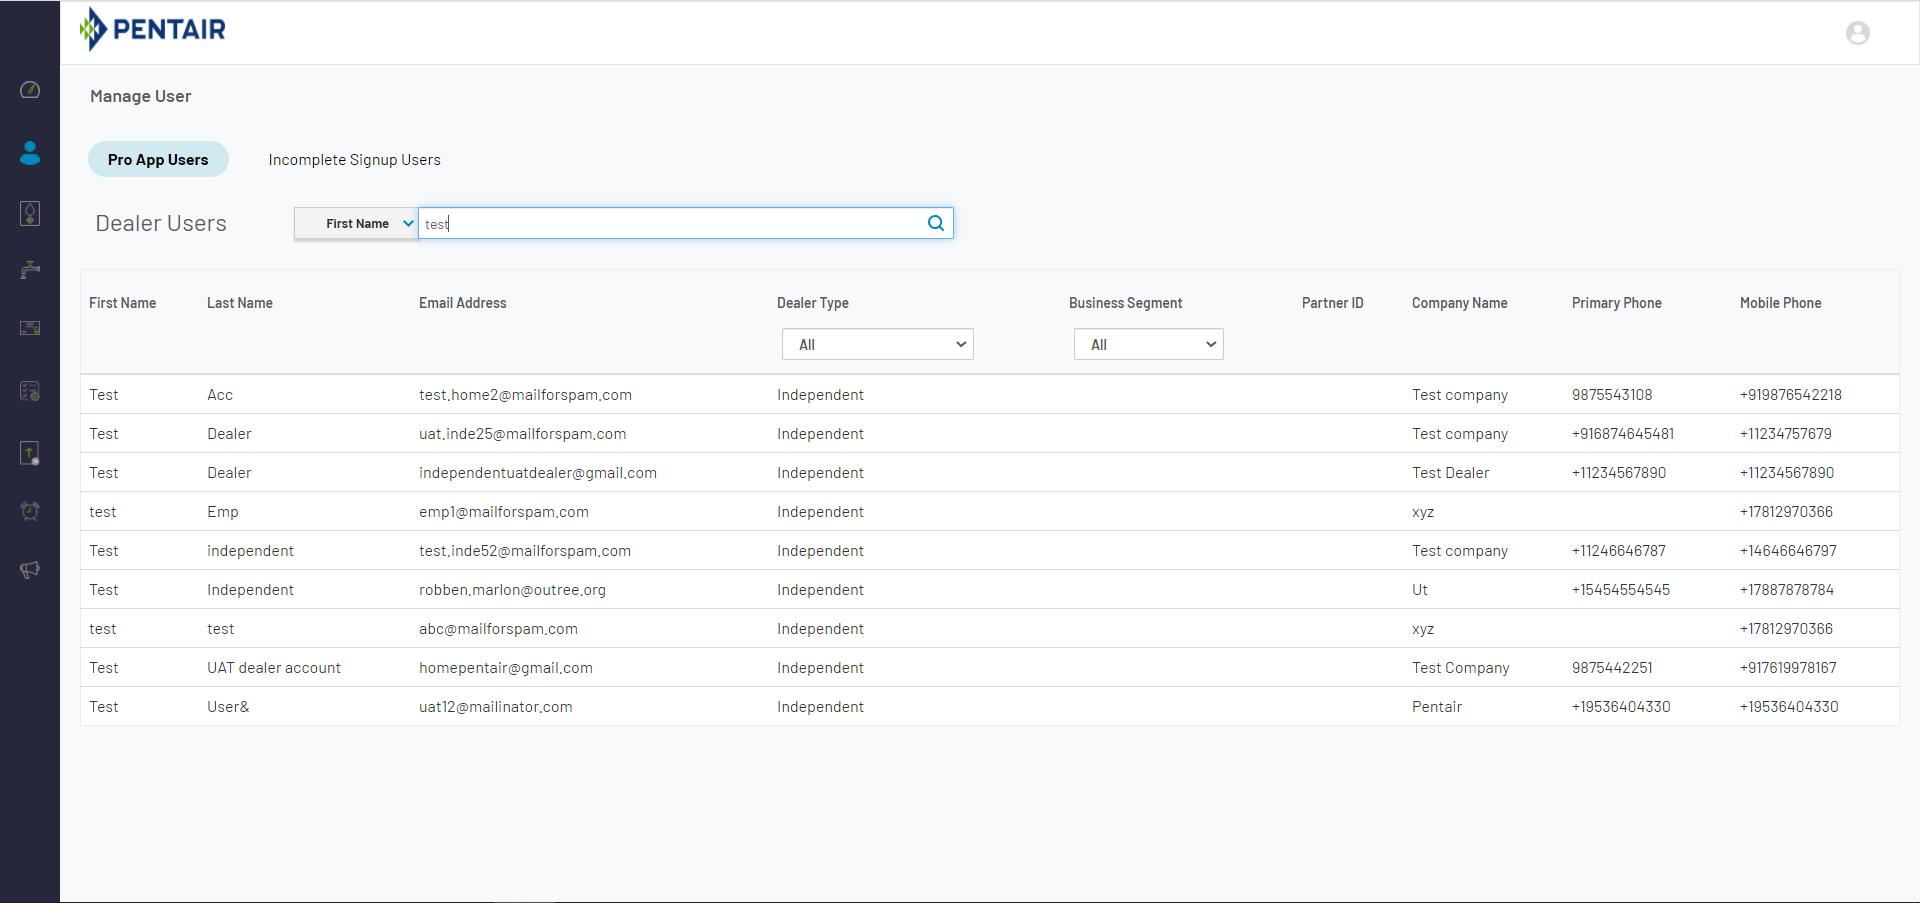 PENTAIR
Manage User
Pro App Users Incomplete Signup Users
Dealer Users First Name test
First Name Last Name Email Address Dealer Type Business Segment Partner ID Company Name Primary Phone Mobile Phone
All All
Test Acc test.home2@mailforspam.com Independent Test company 9875543108 +919876542218
Test Dealer uat.inde25@mailforspam.com Independent Test company +916874645481 +11234757679
Test Dealer independentuatdealer@gmail.com Independent Test Dealer +11234567890 +11234567890
test Emp emp1@mailforspam.com Independent xyz +17812970366
Test independent test.inde52@mailforspam.com Independent Test company +11246646787 +14646646797
Test Independent robben.marlon@outree.org Independent Ut +15454554545 +17887878784
test test abc@mailforspam.com Independent xyz +17812970366
Test UAT dealer account homepentair@gmail.com Independent Test Company 9875442251 +917619978167
Test User& uat12@mailinator.com Independent Pentair +19536404330 +19536404330